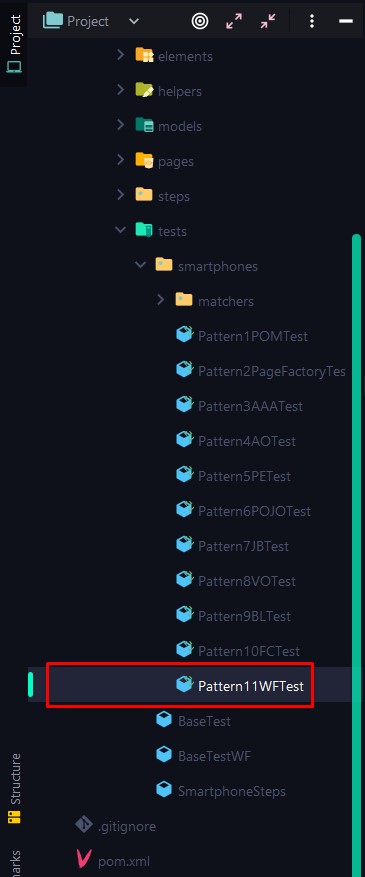 Project
Project
elements
helpers
models
pages
steps
tests
smartphones
matchers
Pattern1POMTest
Pattern2PageFactoryTes
Pattern3AAATest
Pattern4AOTest
Pattern5PETest
Pattern6POJOTest
Pattern7JBTest
Pattern8VOTest
Pattern9BLTest
Pattern10FCTest
Pattern11WFTest
BaseTest
BaseTestWF
SmartphoneSteps
.gitignore
pom.xml
Structure
narks